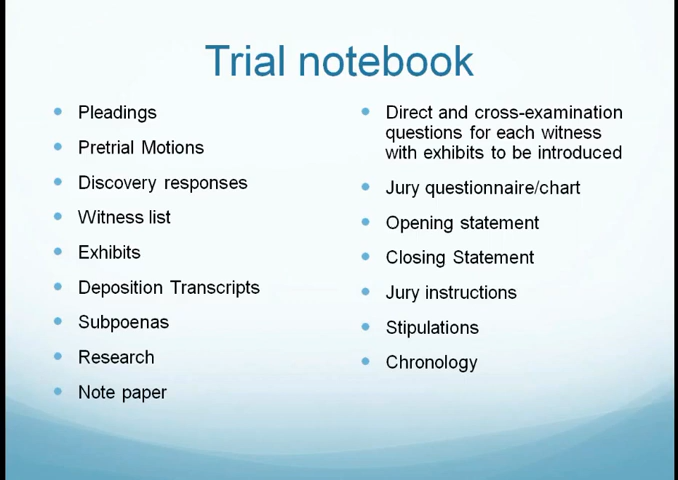 Trial notebook
Pleadings
Pretrial Motions
Discovery responses
Witness list
Exhibits
Deposition Transcripts
Subpoenas
Research
Note paper
Direct and cross-examination
questions for each witness
with exhibits to be introduced
Jury questionnaire/chart
Opening statement
Closing Statement
Jury instructions
Stipulations
Chronology